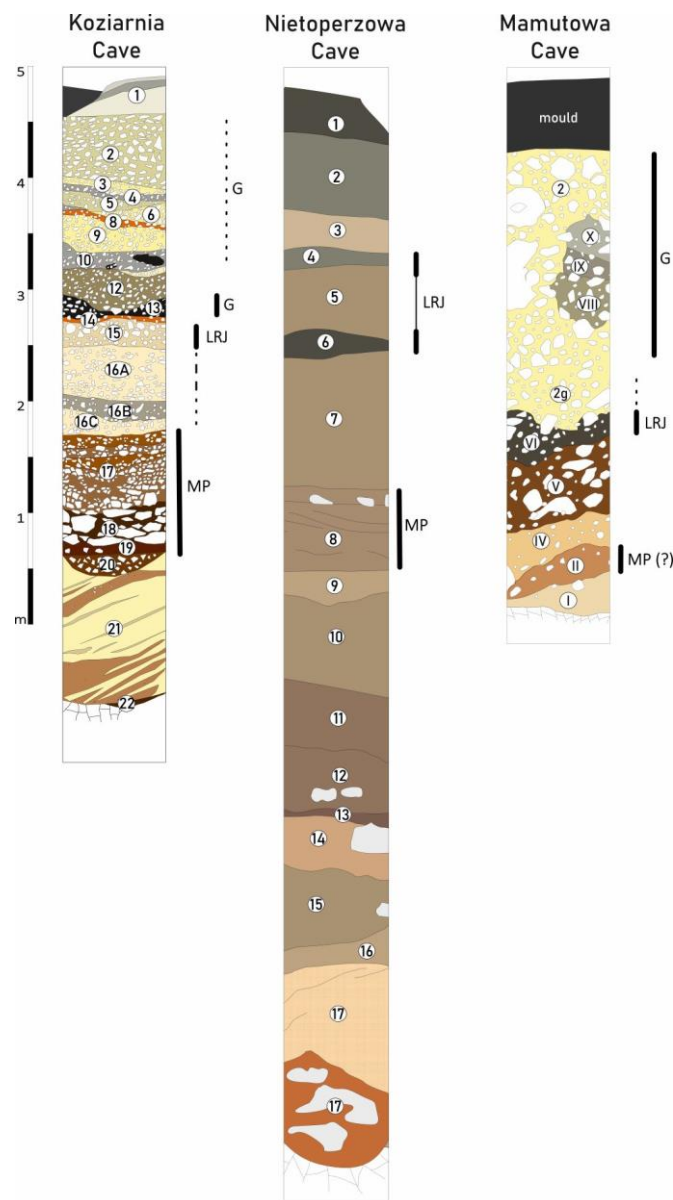 Koziarnia
Cave
Nietoperzowa
Cave
Mamutowa
Cave
5
4
3
2
1
m
1
2
3
4
5
6
8
9
10
12
13
14
15
16A
16B
16C
17
18
19
20
21
22
G
G
LRJ
MP
1
2
3
4
5
6
7
8
9
10
11
12
13
14
15
16
17
17
LRJ
MP
mould
2
X
IX
VIII
2g
VI
V
IV
II
I
G
LRJ
MP (?)